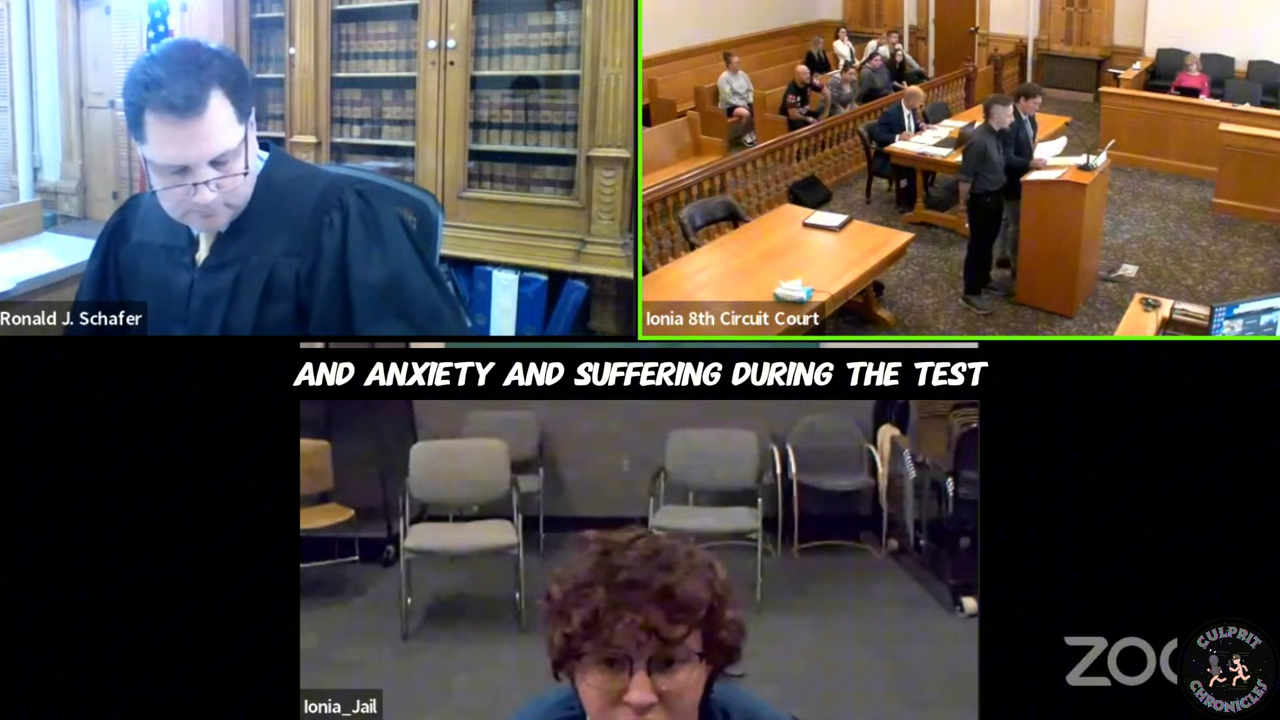 Ronald J. Schafer
Ionia 8th Circuit Court
AND ANXIETY AND SUFFERING DURING THE TEST
Ionia_Jail
ZOO
CULPRIT
CHRONICLES